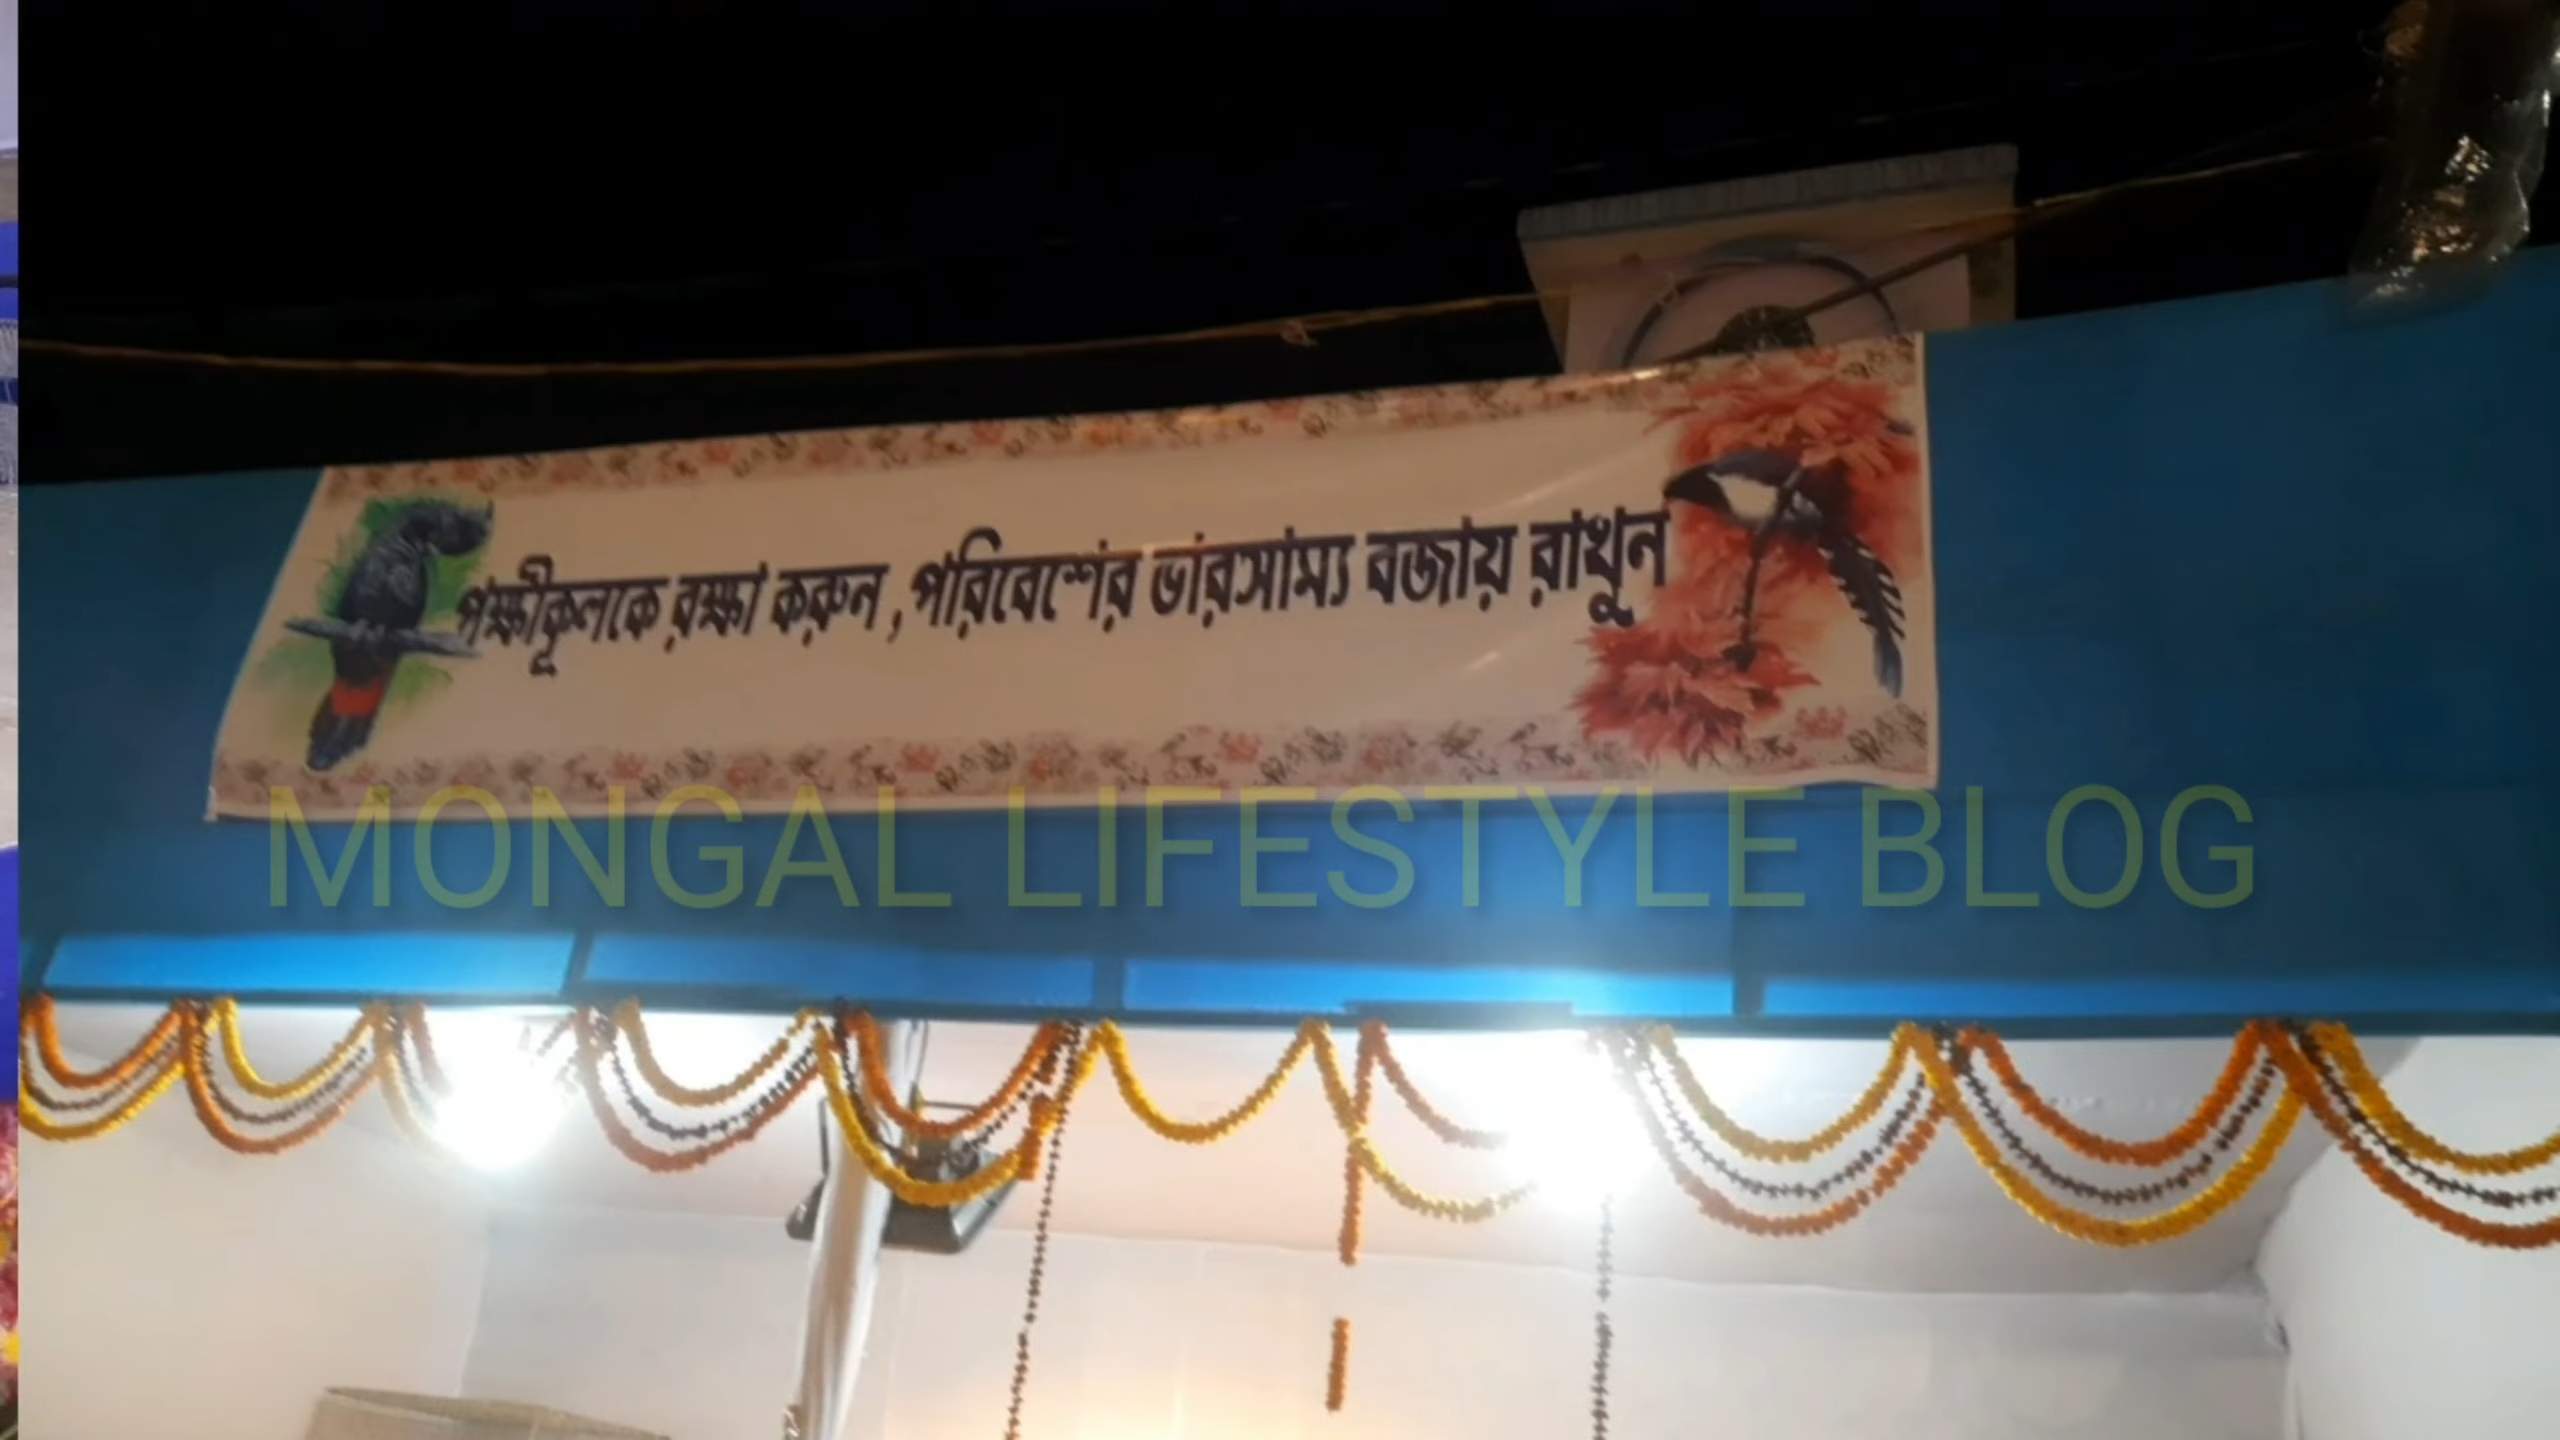 পক্ষীকূলকে রক্ষা করুন , পরিবেশের ভারসাম্য বজায় রাখুন
MONGAL LIFESTYLE BLOG